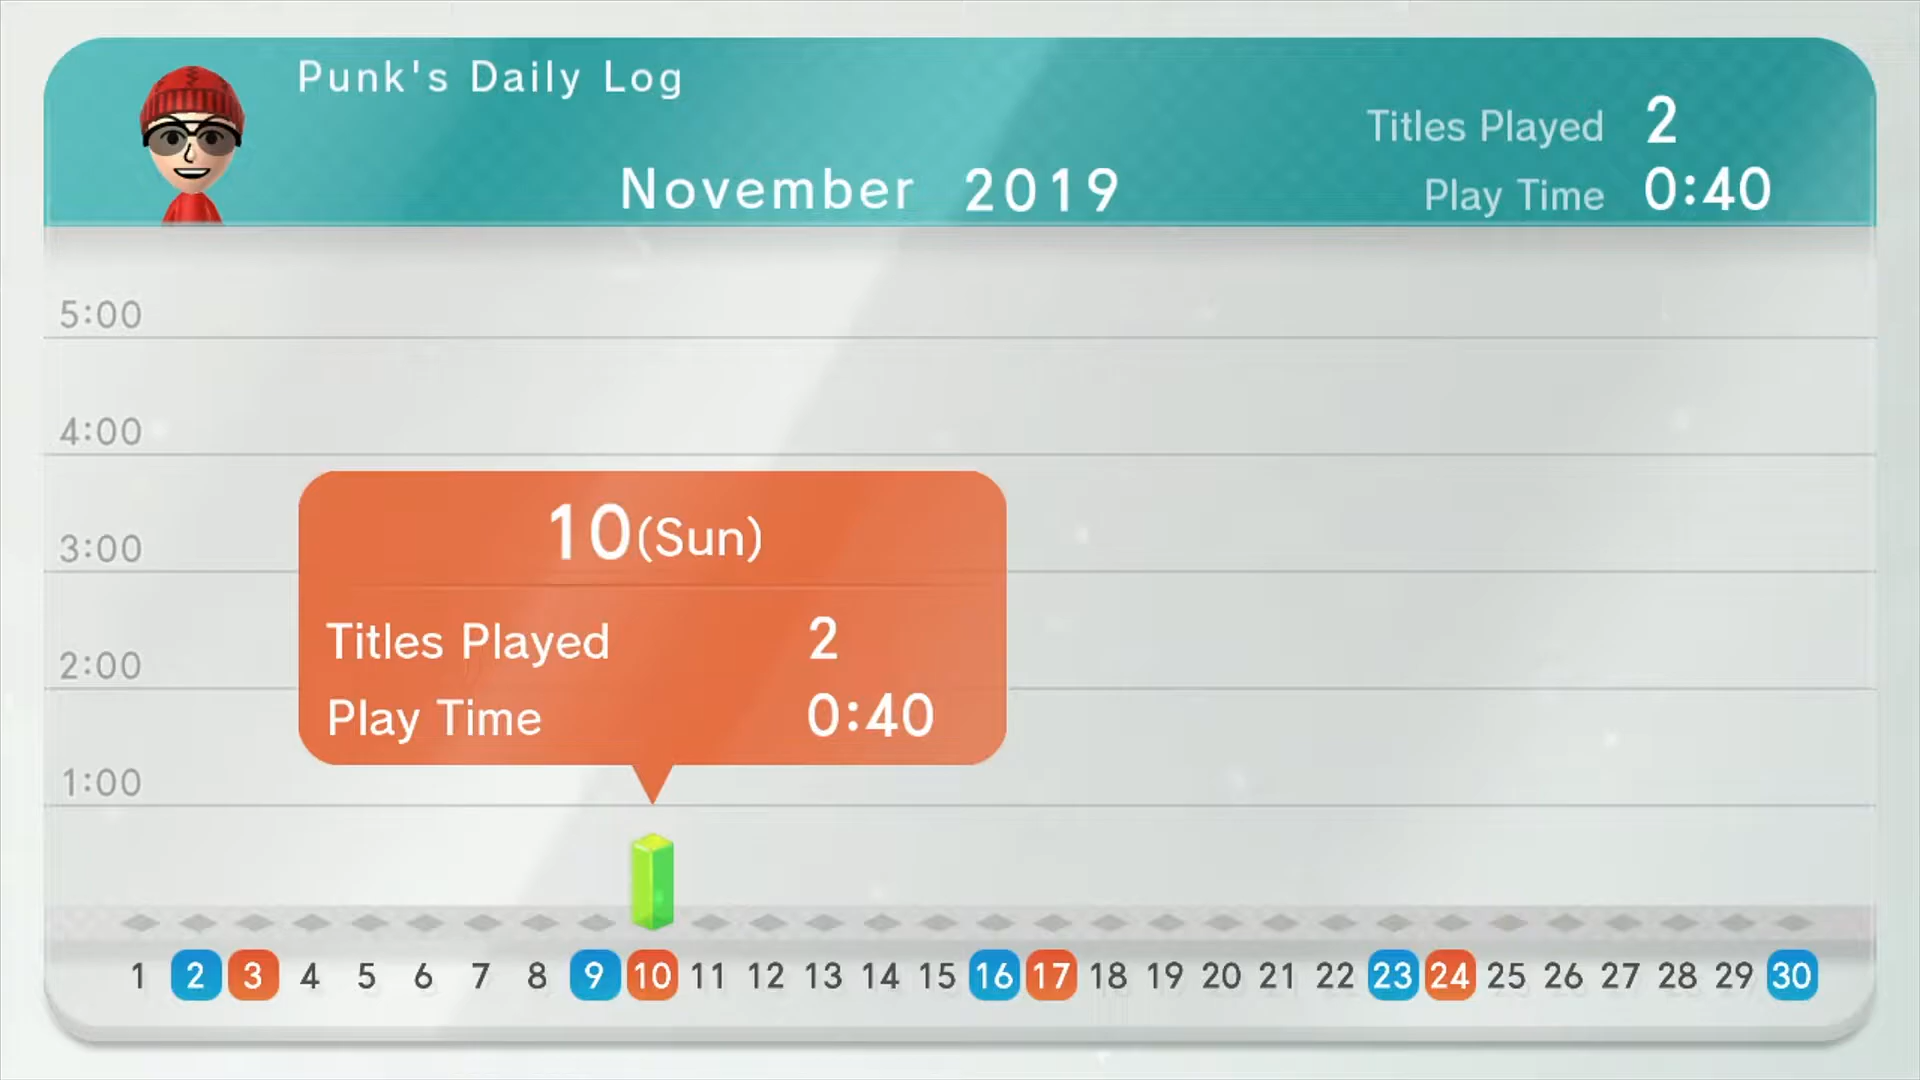 Punk's Daily Log
Titles Played 2
November 2019
Play Time 0:40
5:00
4:00
10(Sun)
3:00
Titles Played 2
2:00
Play Time 0:40
1:00
1 2 3 4 5 6 7 8 9 10 11 12 13 14 15 16 17 18 19 20 21 22 23 24 25 26 27 28 29 30